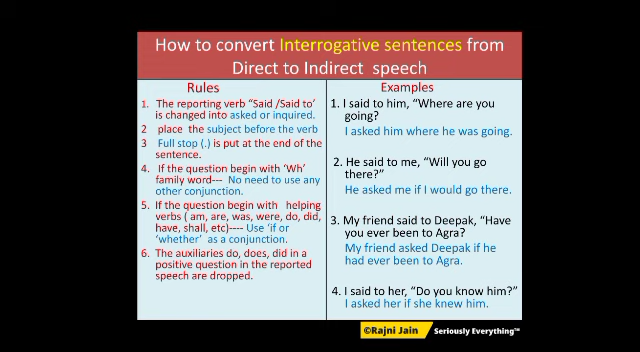 How to convert Interrogative sentences from
Direct to Indirect speech
Rules
1. The reporting verb "Said /Said to'
is changed into asked or inquired.
2 place the subject before the verb
3 Full stop (.) is put at the end of the
sentence.
4. If the question begin with 'Wh'
family word--- No need to use any
other conjunction.
5. If the question begin with helping
verbs ( am, are, was, were, do, did,
have, shall, etc)---- Use 'if or
'whether' as a conjunction.
6. The auxiliaries do, does, did in a
positive question in the reported
speech are dropped.
Examples
1. I said to him, "Where are you
going?
I asked him where he was going.
2. He said to me, "Will you go
there?"
He asked me if I would go there.
3. My friend said to Deepak, "Have
you ever been to Agra?
My friend asked Deepak if he
had ever been to Agra.
4. I said to her, "Do you know him?"
I asked her if she knew him.
©Rajni Jain Seriously Everything™